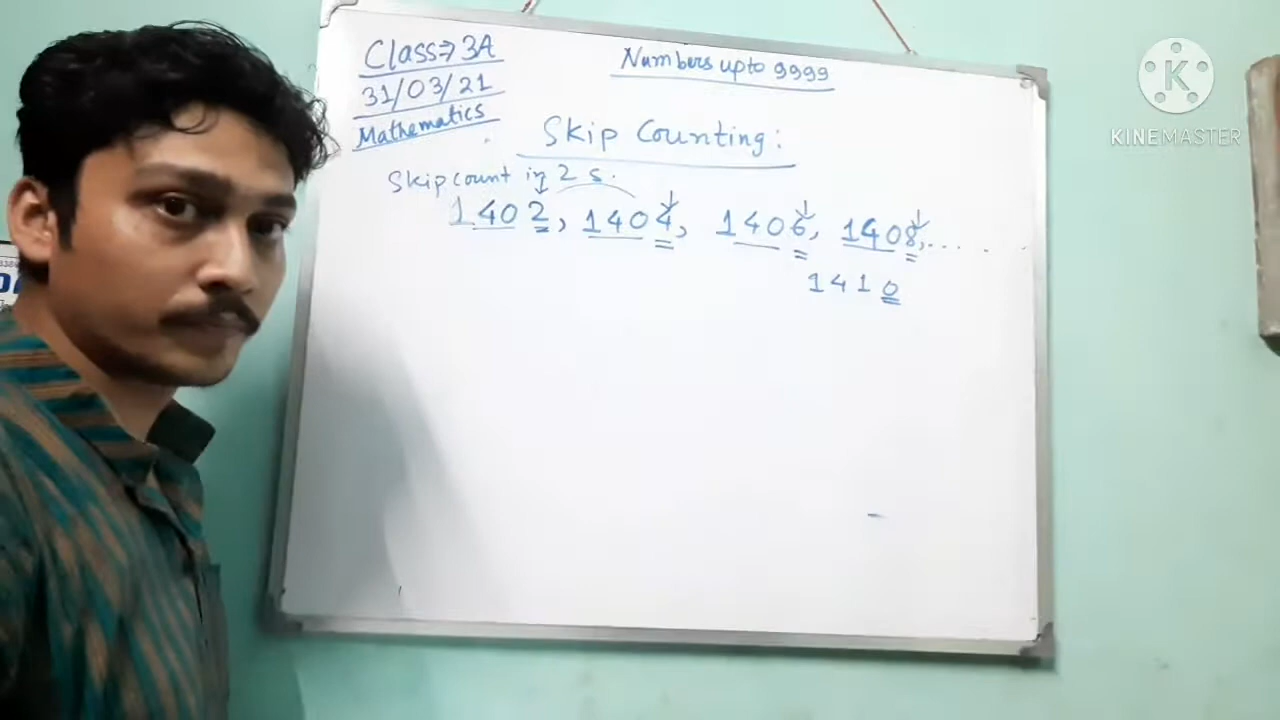 Class⇒ 3A
31/03/21
Mathematics
Numbers upto 9999
Skip Counting:
Skip count in 2 s.
1402, 1404, 1406, 1408, .....
1410
KINEMASTER